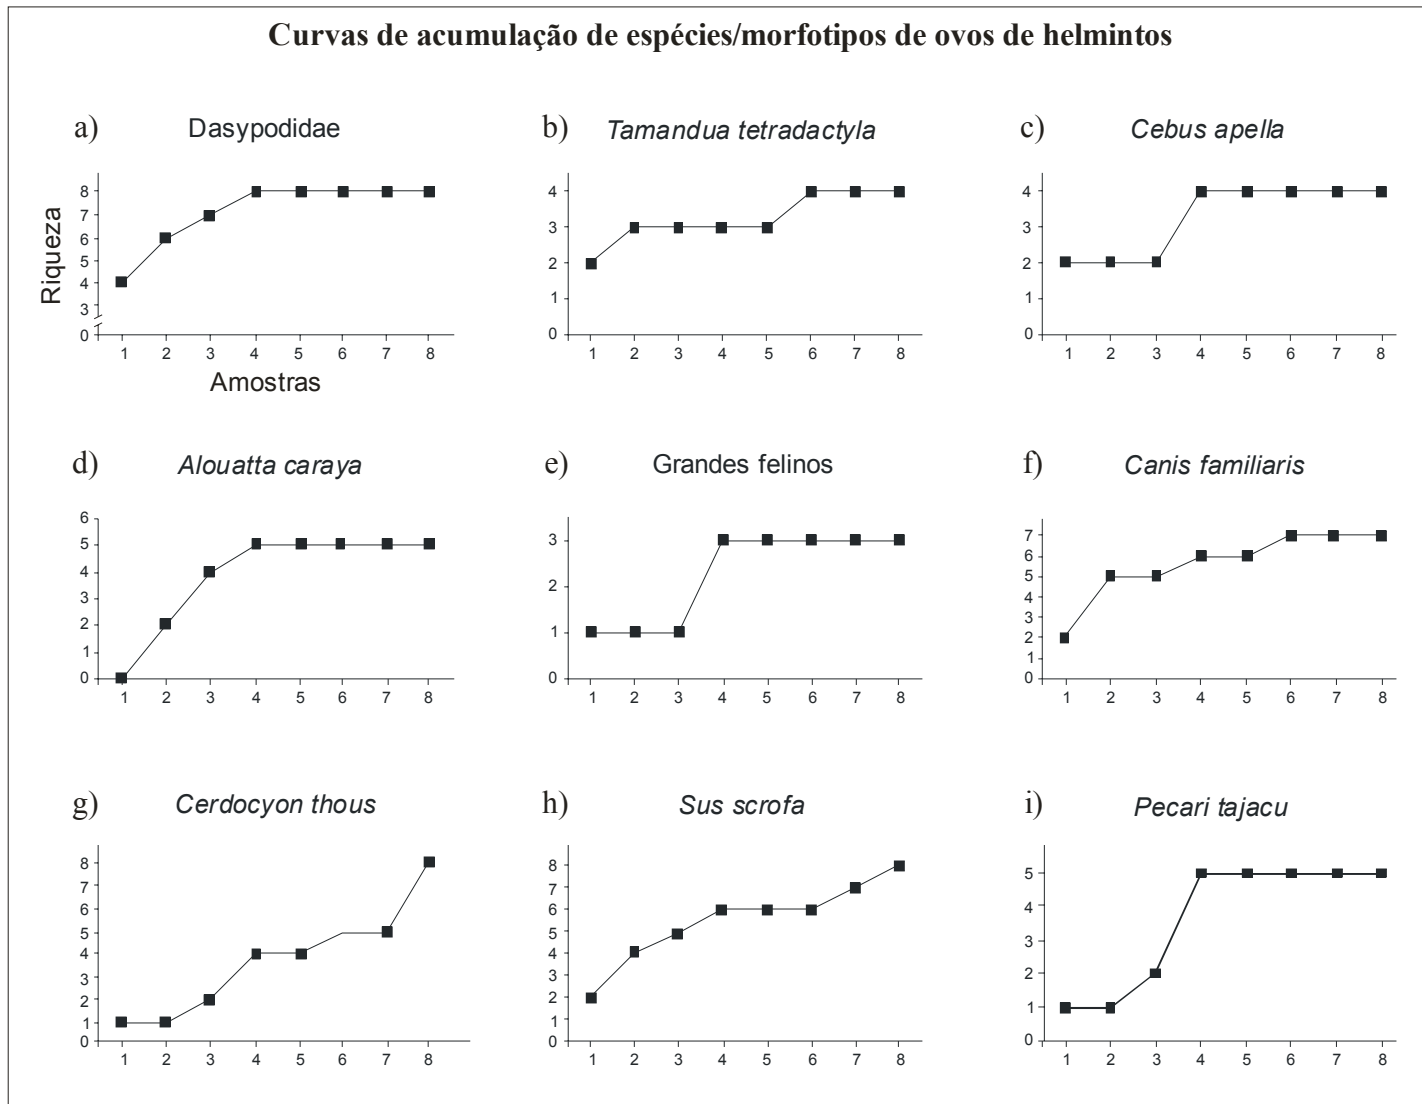 Curvas de acumulação de espécies/morfotipos de ovos de helmintos
a) Dasypodidae
Riqueza
8
7
6
5
4
3
0
1 2 3 4 5 6 7 8
Amostras
b) Tamandua tetradactyla
4
3
2
1
0
1 2 3 4 5 6 7 8
c) Cebus apella
4
3
2
1
0
1 2 3 4 5 6 7 8
d) Alouatta caraya
6
5
4
3
2
1
0
1 2 3 4 5 6 7 8
e) Grandes felinos
3
2
1
0
1 2 3 4 5 6 7 8
f) Canis familiaris
7
6
5
4
3
2
1
0
1 2 3 4 5 6 7 8
g) Cerdocyon thous
8
7
6
5
4
3
2
1
0
1 2 3 4 5 6 7 8
h) Sus scrofa
8
7
6
5
4
3
2
1
0
1 2 3 4 5 6 7 8
i) Pecari tajacu
5
4
3
2
1
0
1 2 3 4 5 6 7 8